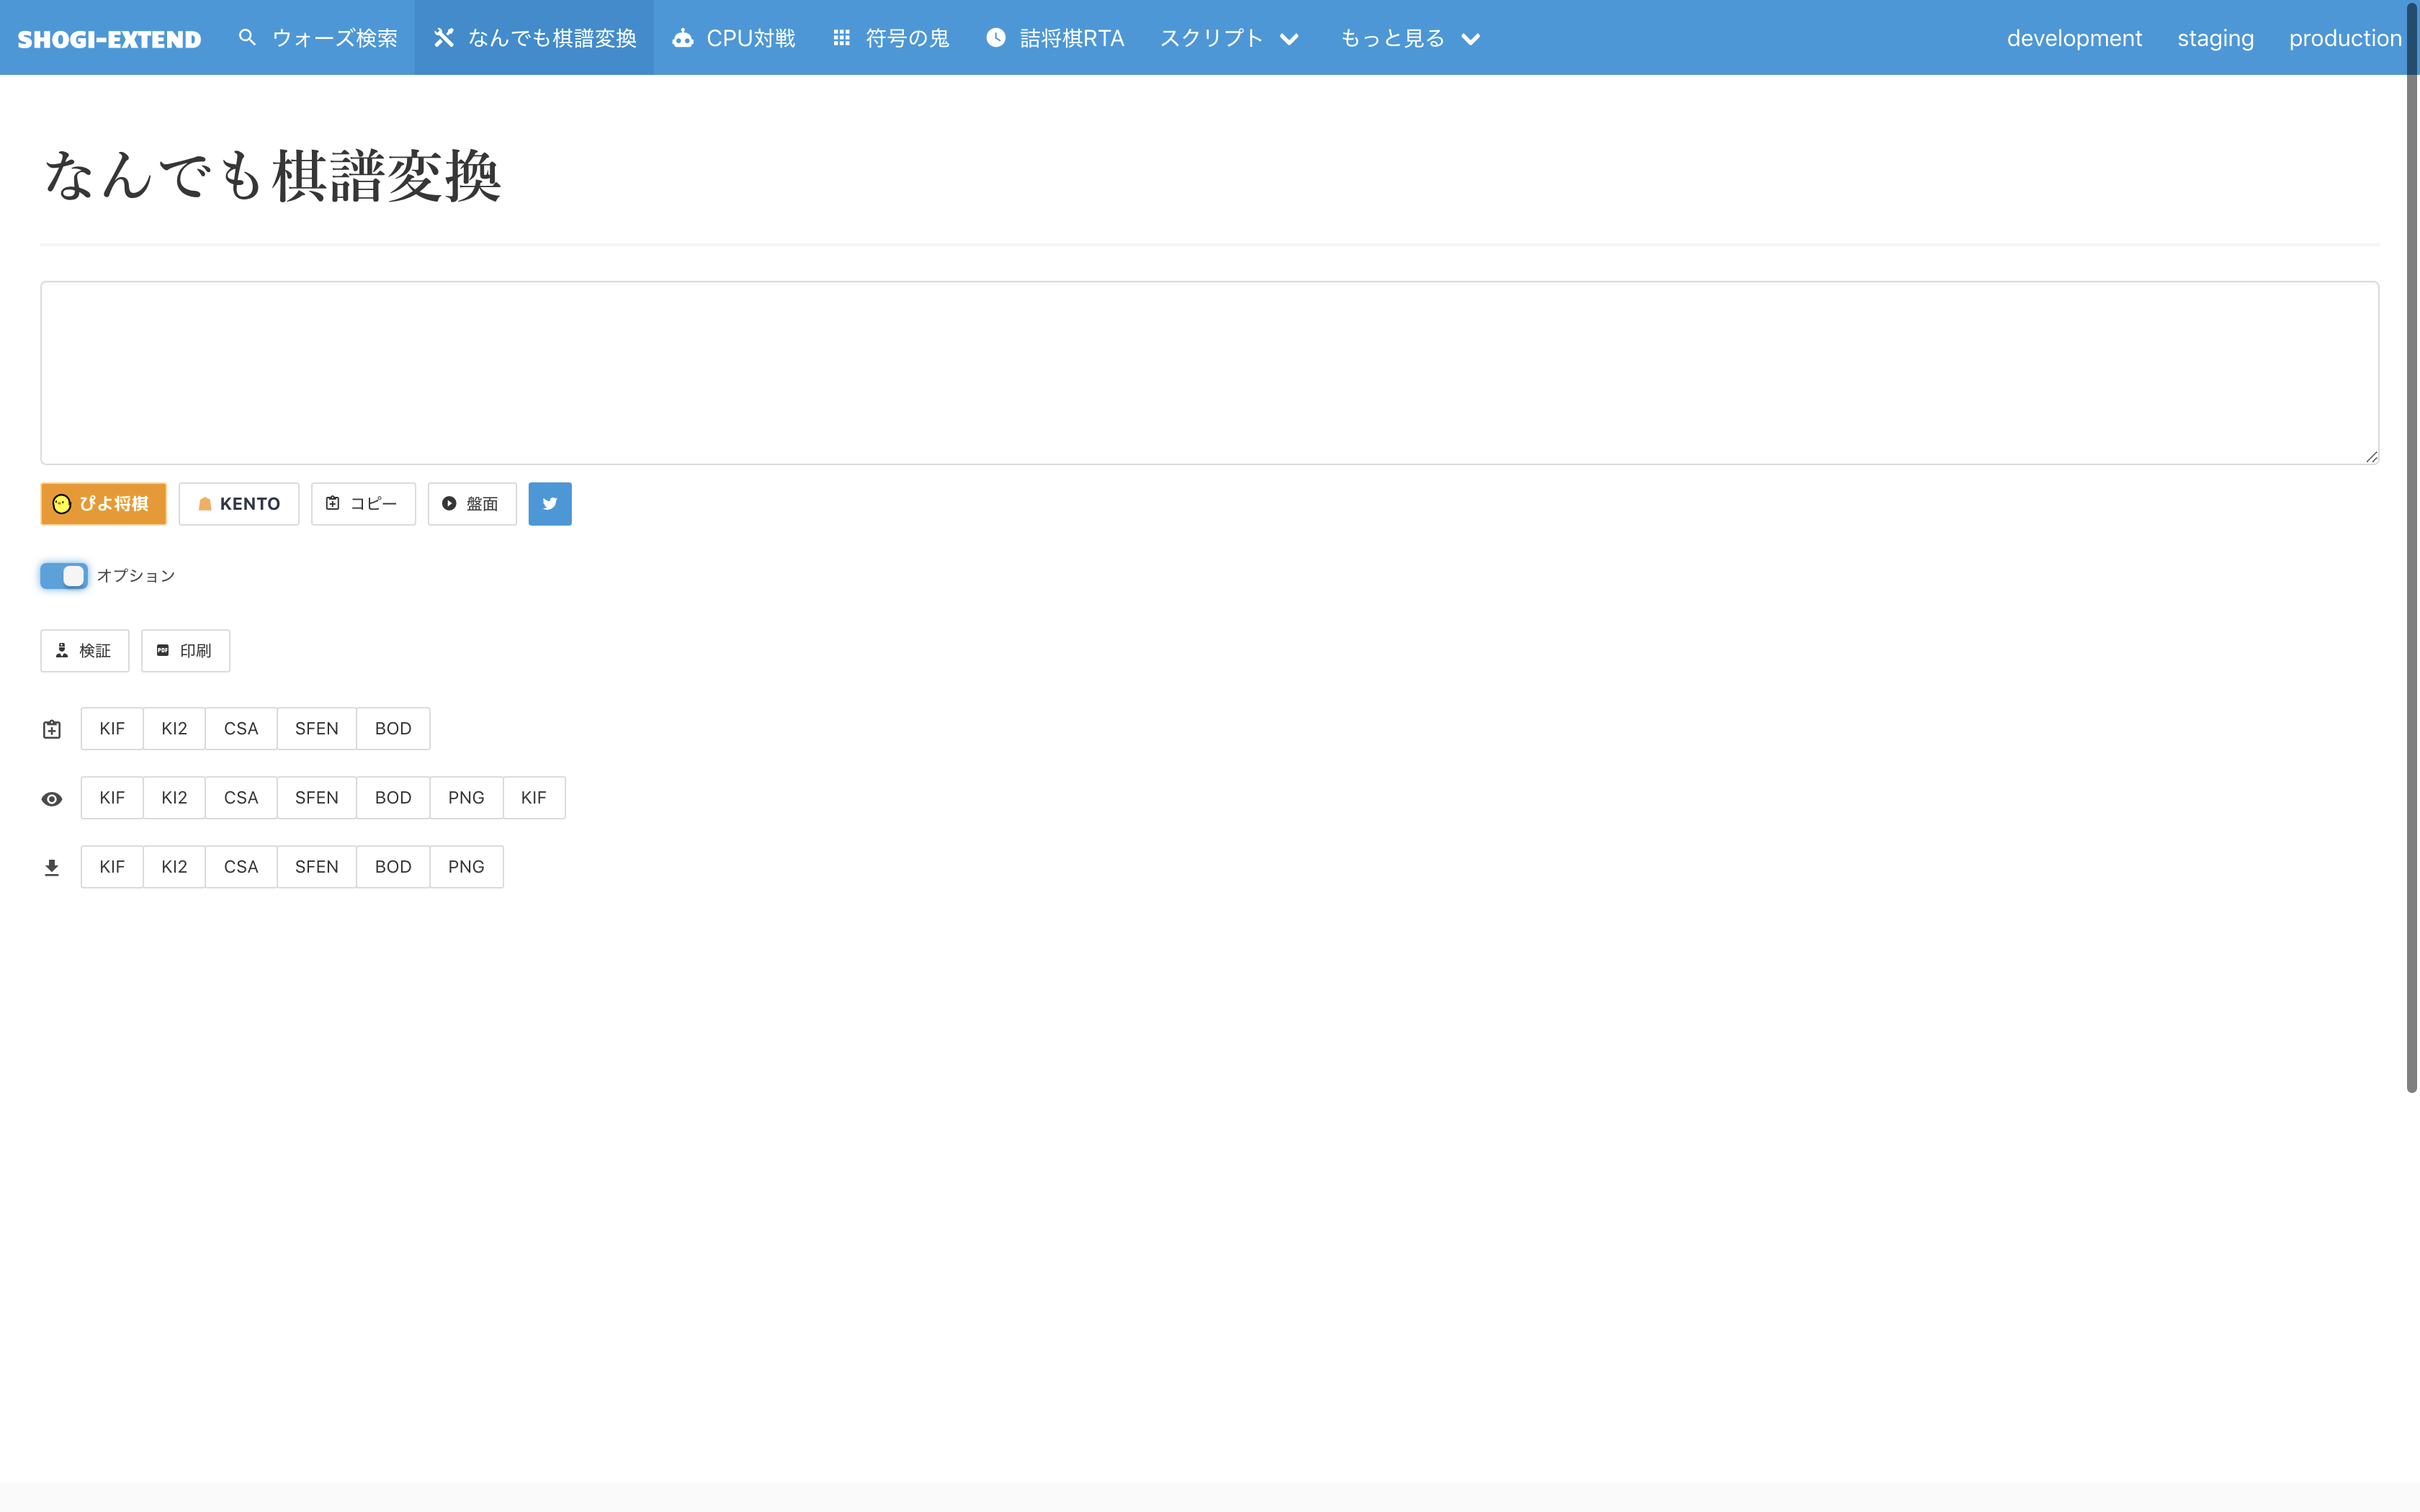 SHOGI-EXTEND ウォーズ検索 なんでも棋譜変換 CPU対戦 符号の鬼 詰将棋RTA スクリプト もっと見る development staging production
なんでも棋譜変換
ぴよ将棋 KENTO コピー 盤面
オプション
検証 PDF 印刷
KIF KI2 CSA SFEN BOD
KIF KI2 CSA SFEN BOD PNG KIF
KIF KI2 CSA SFEN BOD PNG